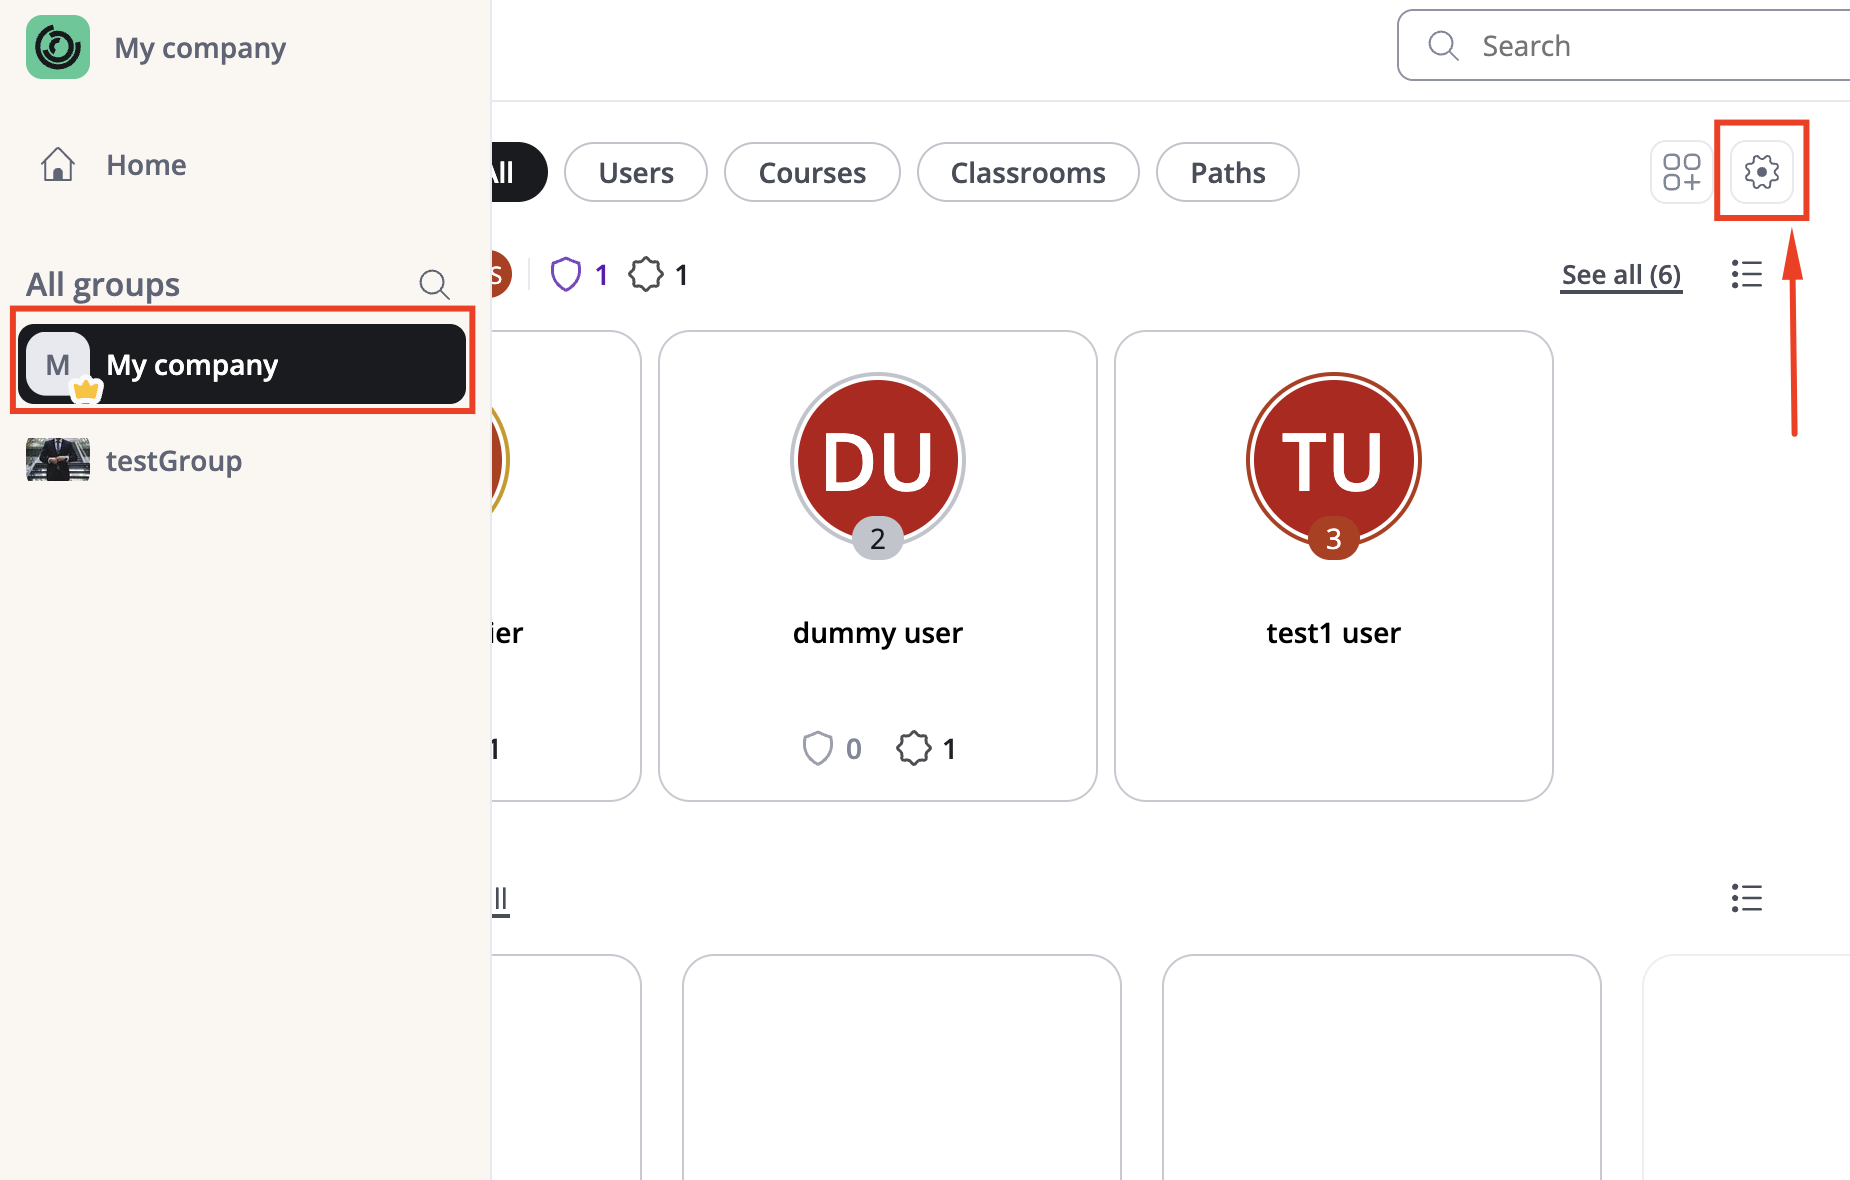 My company
Search
Home
All Users Courses Classrooms Paths
All groups
S 1 1 See all (6)
M My company
testGroup
DU TU
2 3
ier dummy user test1 user
1 0 1
ll